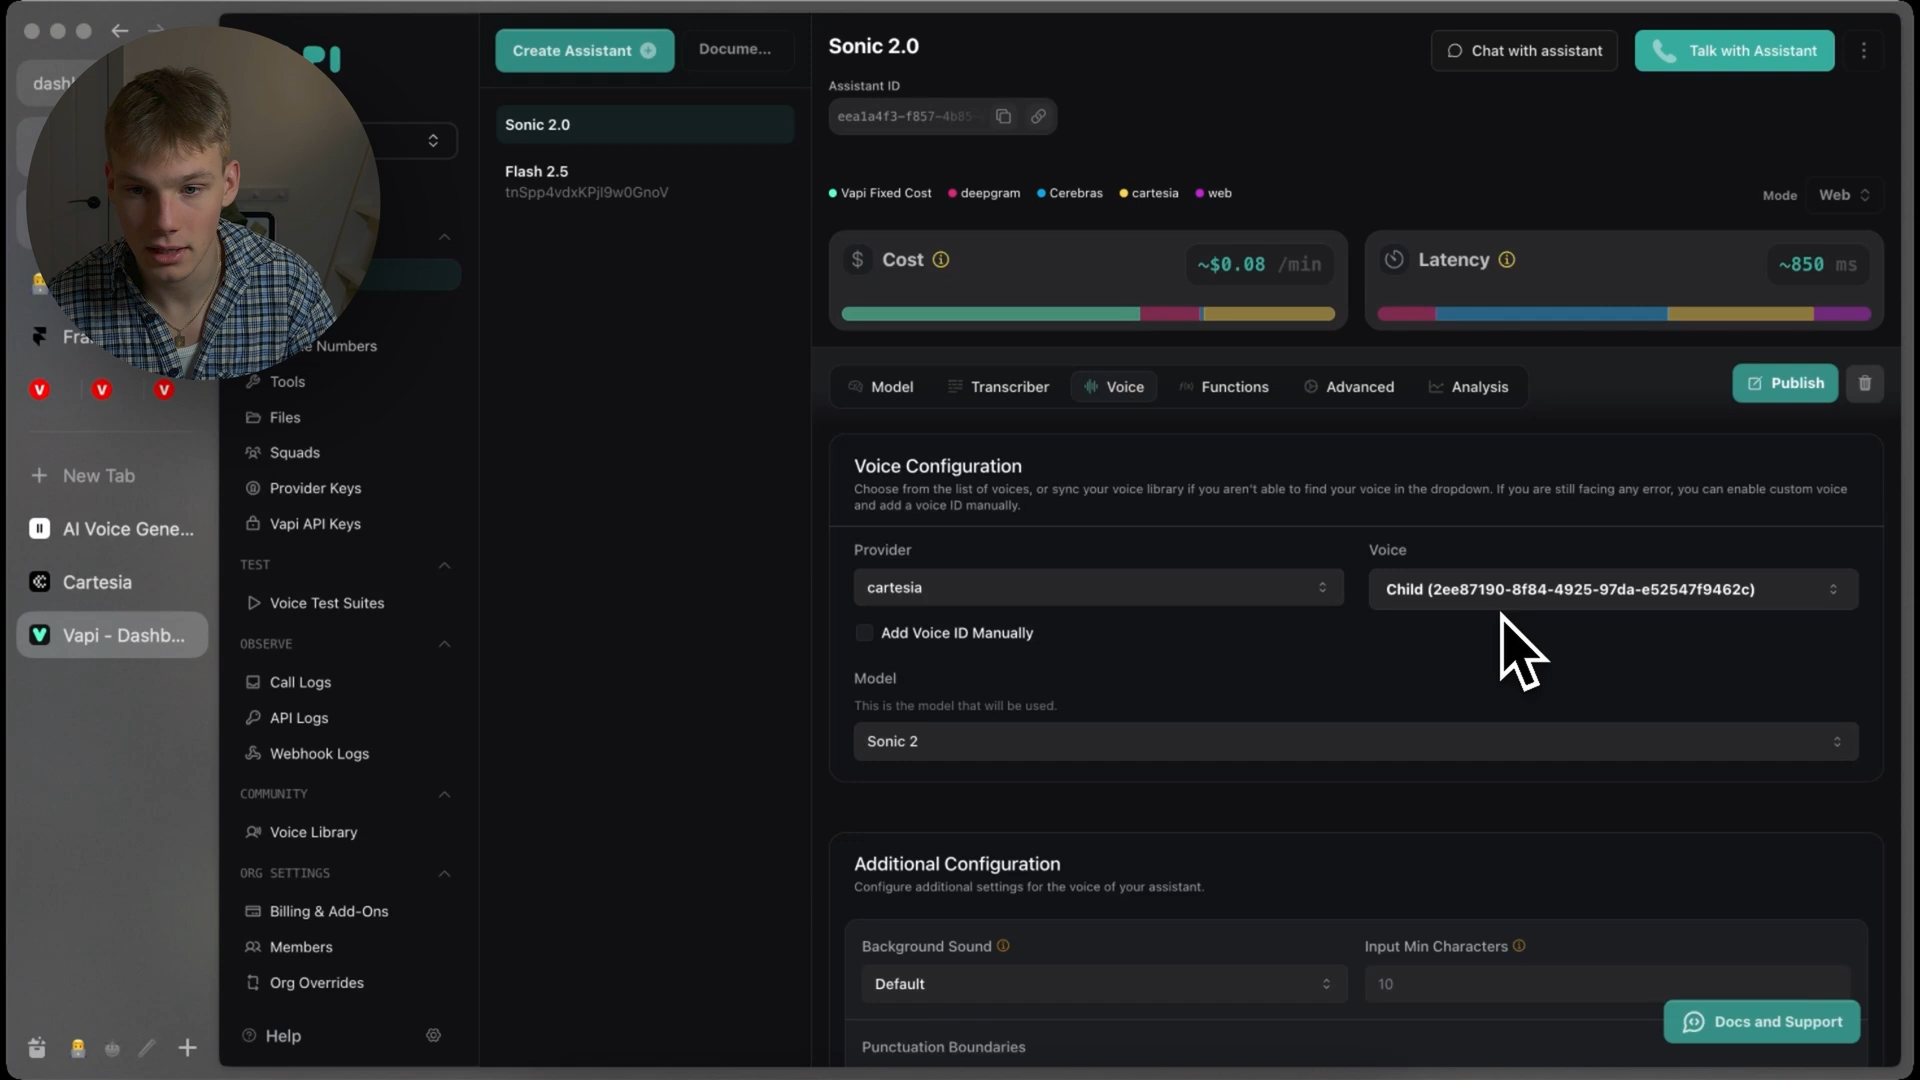 Create Assistant
Docume...
Sonic 2.0
Flash 2.5
tnSpp4vdxKPjI9w0GnoV
Sonic 2.0
Chat with assistant
Talk with Assistant
Assistant ID
eea1a4f3-f857-4b85-
Vapi Fixed Cost
deepgram
Cerebras
cartesia
web
Mode
Web
$
Cost
~$0.08 /min
Latency
~850 ms
Model
Transcriber
Voice
Functions
Advanced
Analysis
Publish
Voice Configuration
Choose from the list of voices, or sync your voice library if you aren't able to find your voice in the dropdown. If you are still facing any error, you can enable custom voice
and add a voice ID manually.
Provider
Voice
cartesia
Child (2ee87190-8f84-4925-97da-e52547f9462c)
Add Voice ID Manually
Model
This is the model that will be used.
Sonic 2
Additional Configuration
Configure additional settings for the voice of your assistant.
Background Sound
Input Min Characters
Default
10
Docs and Support
Punctuation Boundaries
Numbers
Tools
Files
Squads
Provider Keys
Vapi API Keys
TEST
Voice Test Suites
OBSERVE
Call Logs
API Logs
Webhook Logs
COMMUNITY
Voice Library
ORG SETTINGS
Billing & Add-Ons
Members
Org Overrides
Help
New Tab
AI Voice Gene...
Cartesia
Vapi - Dashb...